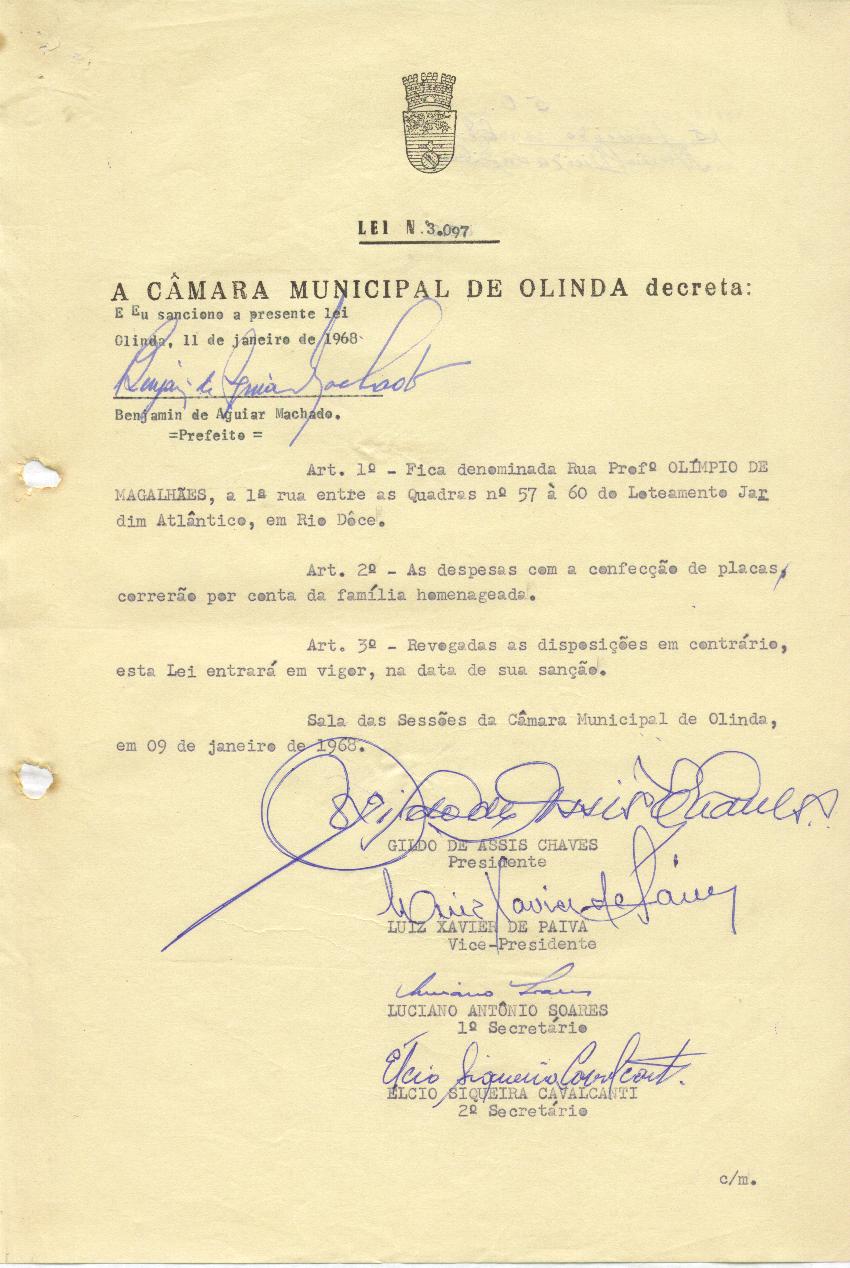 LEI N.3.097
A CÂMARA MUNICIPAL DE OLINDA decreta:
E Eu sanciono a presente lei
Olinda, 11 de janeiro de 1968
Benjamin de Aguiar Machado
Benjamin de Aguiar Machado.
=Prefeito =
Art. 1º - Fica denominada Rua Profº OLÍMPIO DE
MAGALHÃES, a 1ª rua entre as Quadras nº 57 à 60 do Loteamento Jar
dim Atlântico, em Rio Dôce.
Art. 2º - As despesas com a confecção de placas,
correrão por conta da família homenageada.
Art. 3º - Revogadas as disposições em contrário,
esta Lei entrará em vigor, na data de sua sanção.
Sala das Sessões da Câmara Municipal de Olinda,
em 09 de janeiro de 1968.
Gildo de Assis Chaves
GILDO DE ASSIS CHAVES
Presidente
Luiz Xavier de Paiva
LUIZ XAVIER DE PAIVA
Vice-Presidente
Luciano Soares
LUCIANO ANTÔNIO SOARES
1º Secretário
Élcio Siqueira Cavalcanti
ÉLCIO SIQUEIRA CAVALCANTI
2º Secretário
c/m.